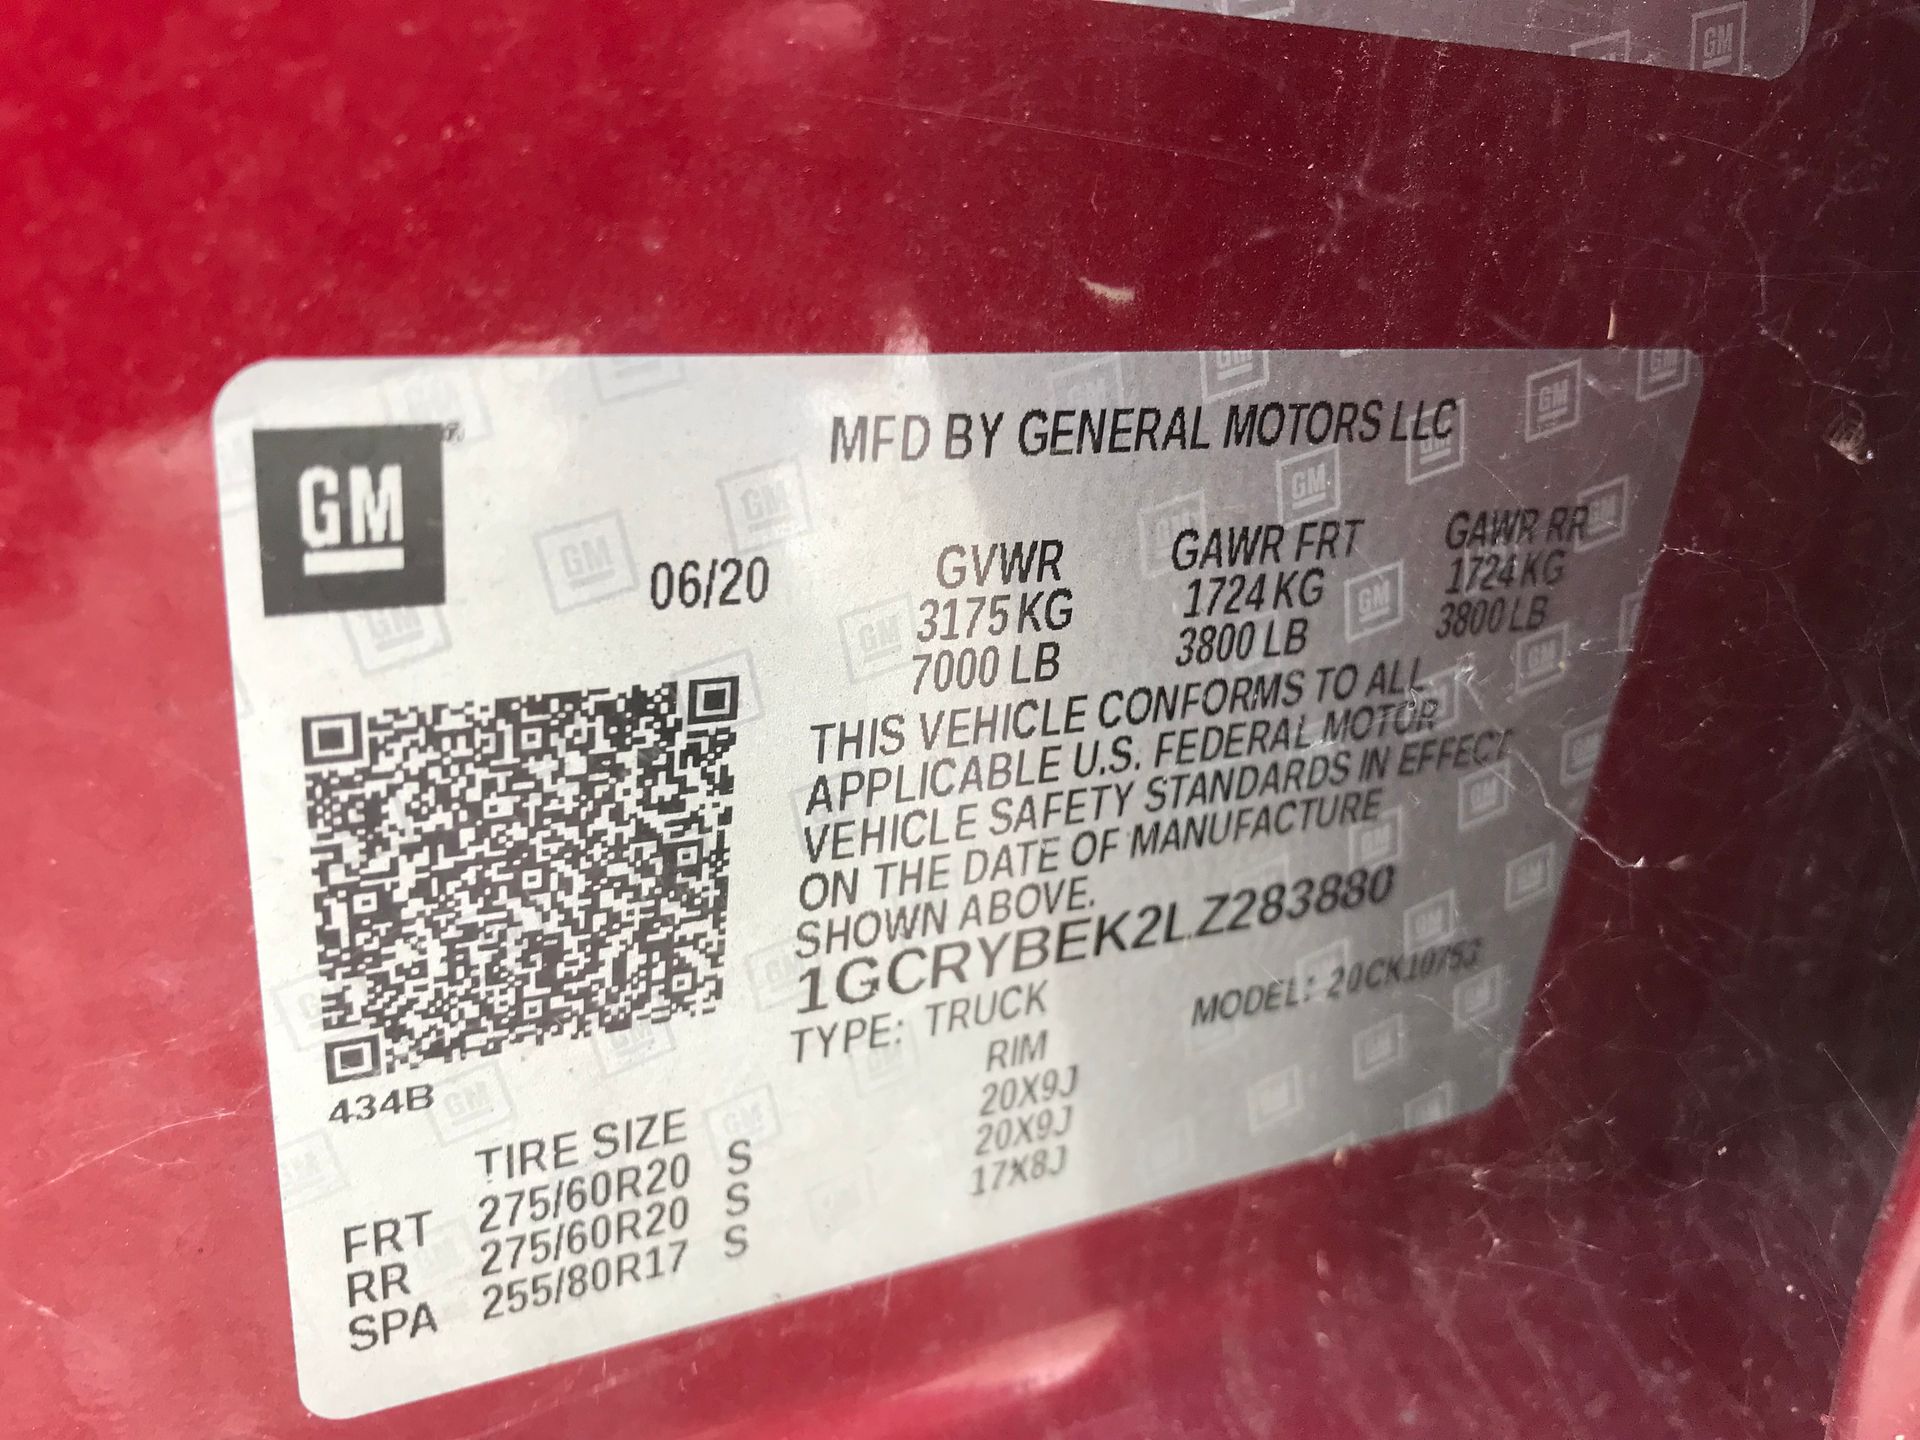 GM
MFD BY GENERAL MOTORS LLC
06/20
GVWR GAWR FRT GAWR RR
3175 KG 1724 KG 1724 KG
7000 LB 3800 LB 3800 LB
THIS VEHICLE CONFORMS TO ALL
APPLICABLE U.S. FEDERAL MOTOR
VEHICLE SAFETY STANDARDS IN EFFECT
ON THE DATE OF MANUFACTURE
SHOWN ABOVE.
1GCRYBEK2LZ283880
TYPE: TRUCK MODEL: 20CK10753
434B
TIRE SIZE RIM
FRT 275/60R20 S 20X9J
RR 275/60R20 S 20X9J
SPA 255/80R17 S 17X8J